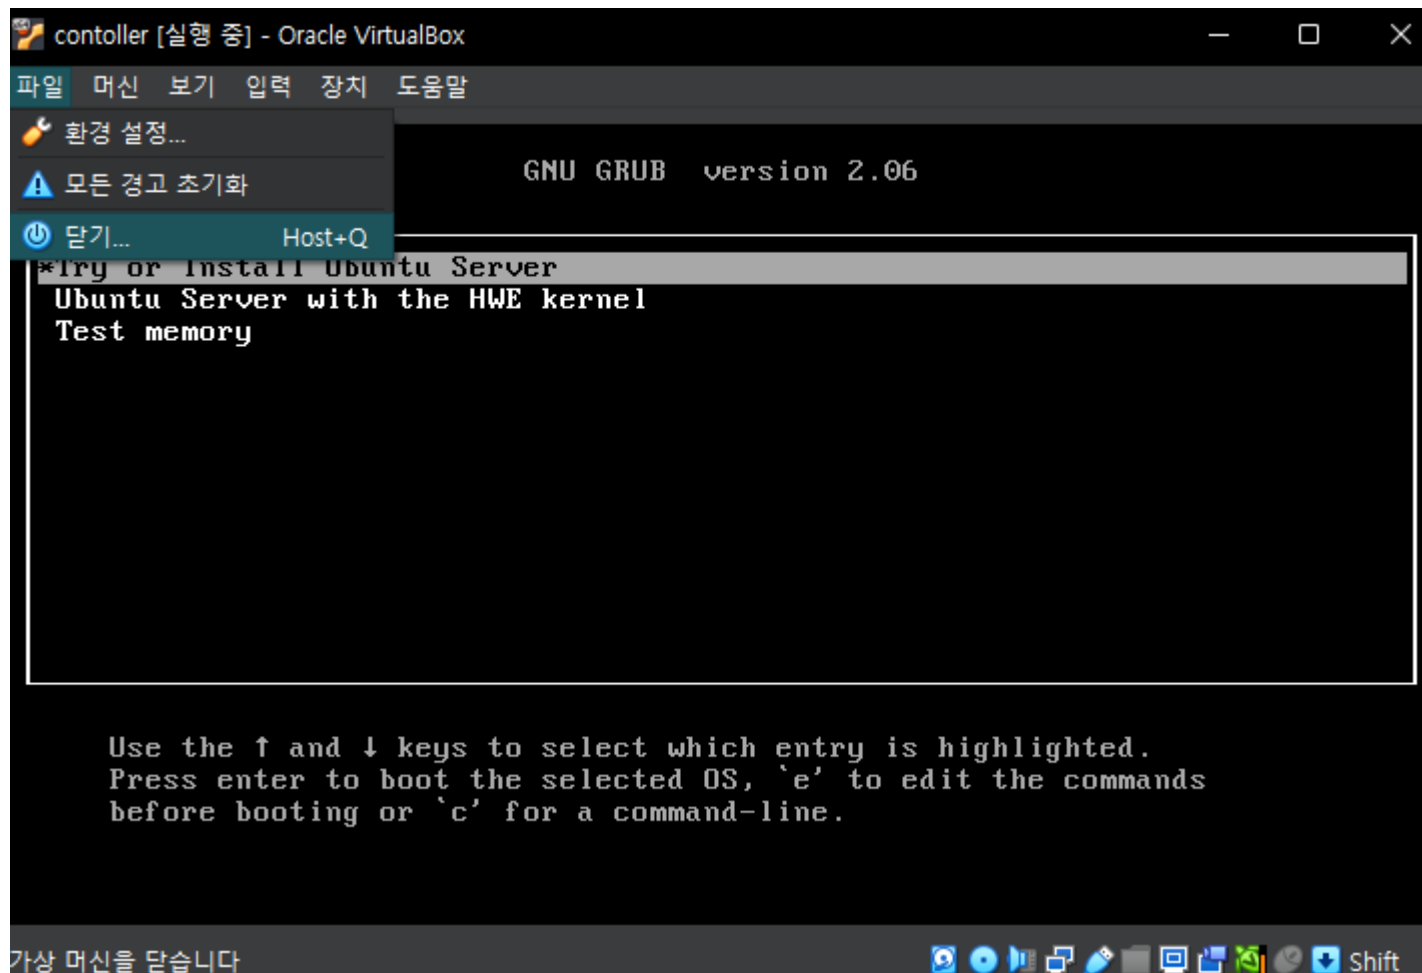 contoller [실행 중] - Oracle VirtualBox
파일 머신 보기 입력 장치 도움말
환경 설정...
모든 경고 초기화
닫기... Host+Q
GNU GRUB version 2.06
*Try or Install Ubuntu Server
Ubuntu Server with the HWE kernel
Test memory
Use the ↑ and ↓ keys to select which entry is highlighted.
Press enter to boot the selected OS, `e' to edit the commands
before booting or `c' for a command-line.
가상 머신을 닫습니다
Shift